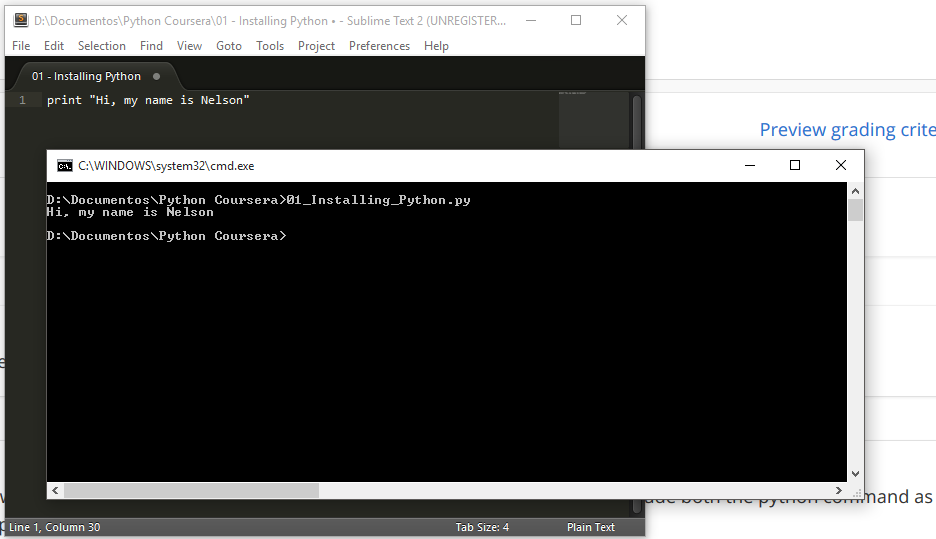 D:\Documentos\Python Coursera\01 - Installing Python • - Sublime Text 2 (UNREGISTER...
File Edit Selection Find View Goto Tools Project Preferences Help
01 - Installing Python
1 print "Hi, my name is Nelson"
Preview grading crite
C:\WINDOWS\system32\cmd.exe
D:\Documentos\Python Coursera>01_Installing_Python.py
Hi, my name is Nelson
D:\Documentos\Python Coursera>
both the python command as
Line 1, Column 30 Tab Size: 4 Plain Text